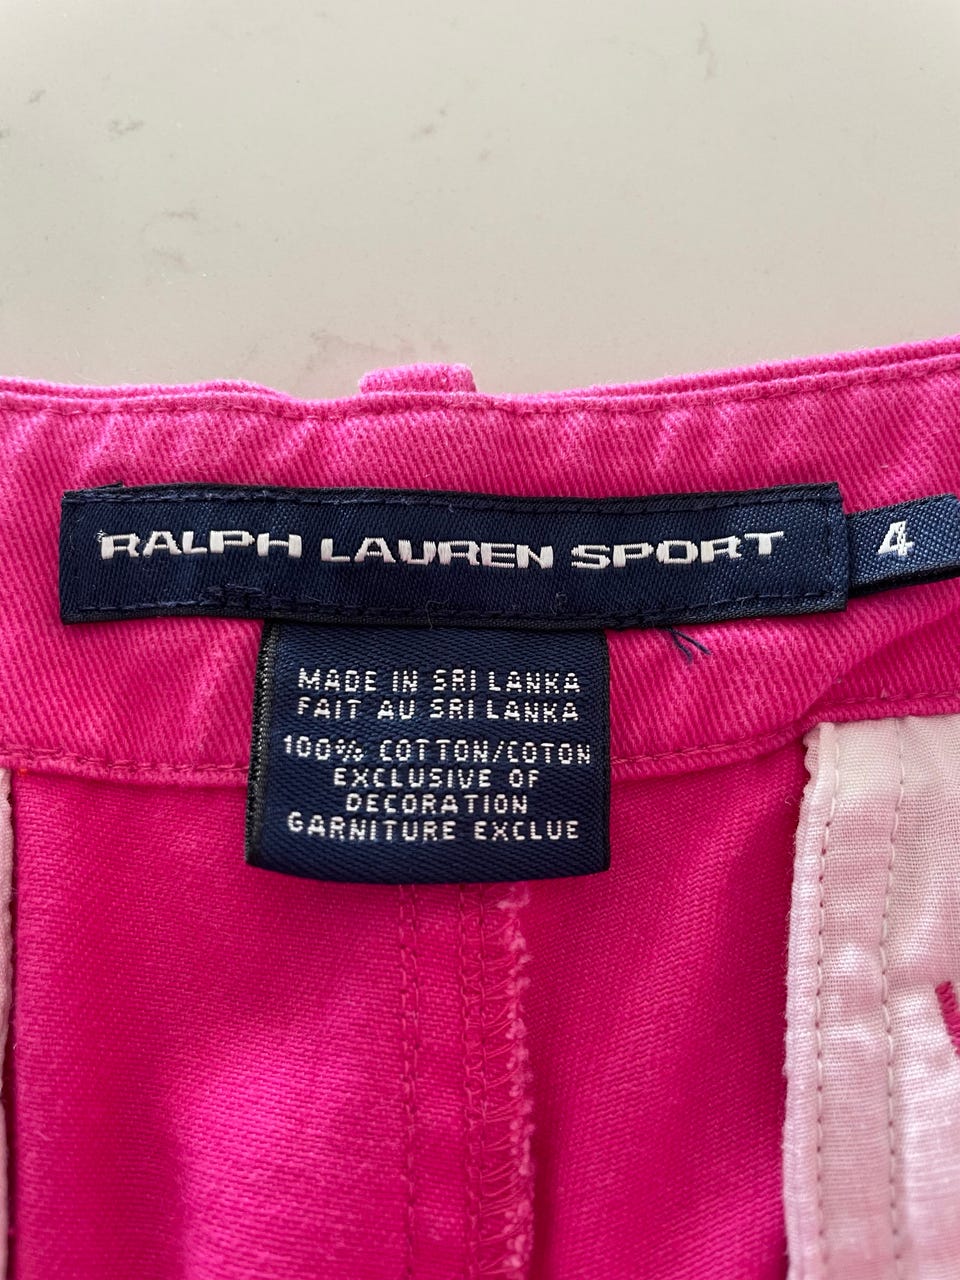 RALPH LAUREN SPORT
4
MADE IN SRI LANKA
FAIT AU SRI LANKA
100% COTTON/COTON
EXCLUSIVE OF
DECORATION
GARNITURE EXCLUE